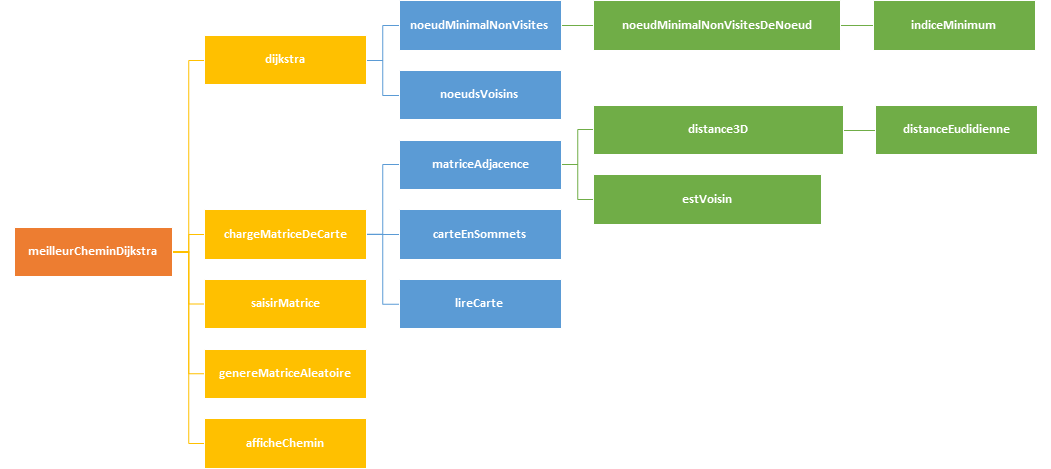 meilleurCheminDijkstra
dijkstra
noeudMinimalNonVisites
noeudMinimalNonVisitesDeNoeud
indiceMinimum
noeudsVoisins
chargeMatriceDeCarte
matriceAdjacence
distance3D
distanceEuclidienne
estVoisin
carteEnSommets
lireCarte
saisirMatrice
genereMatriceAleatoire
afficheChemin